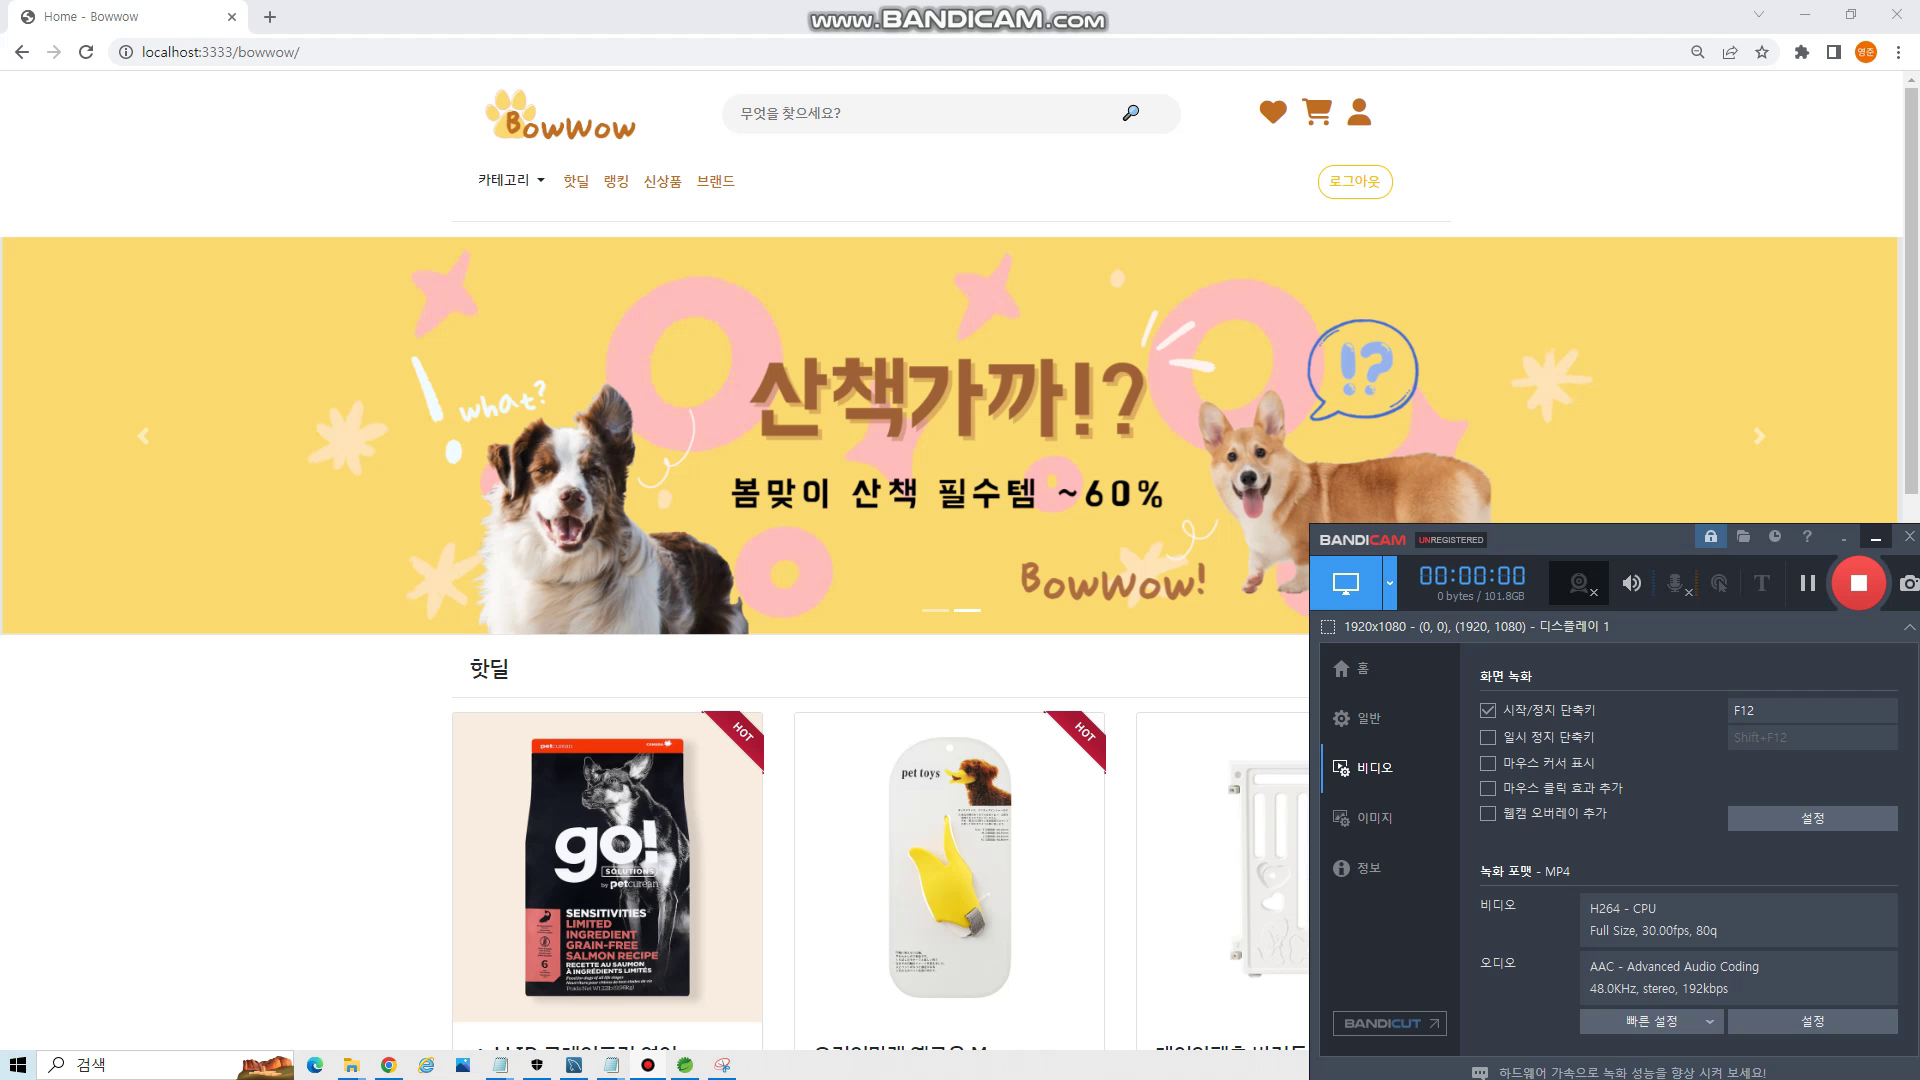 Home - Bowwow
www.BANDICAM.com
localhost:3333/bowwow/
영준
BowWow
무엇을 찾으세요?
카테고리
핫딜
랭킹
신상품
브랜드
로그아웃
what?
산책가까!?
!?
봄맞이 산책 필수템 ~60%
BowWow!
핫딜
HOT
HOT
petcurean
go!
SOLUTIONS
by petcurean
SENSITIVITIES
LIMITED
INGREDIENT
GRAIN-FREE
SALMON RECIPE
RECETTE AU SAUMON
À INGRÉDIENTS LIMITÉS
6
pet toys
BANDICAM UNREGISTERED
00:00:00
0 bytes / 101.8GB
1920x1080 - (0, 0), (1920, 1080) - 디스플레이 1
홈
일반
비디오
이미지
정보
BANDICUT
화면 녹화
시작/정지 단축키
F12
일시 정지 단축키
Shift+F12
마우스 커서 표시
마우스 클릭 효과 추가
웹캠 오버레이 추가
설정
녹화 포맷 - MP4
비디오
H264 - CPU
Full Size, 30.00fps, 80q
오디오
AAC - Advanced Audio Coding
48.0KHz, stereo, 192kbps
빠른 설정
설정
하드웨어 가속으로 녹화 성능을 향상 시켜 보세요!
검색